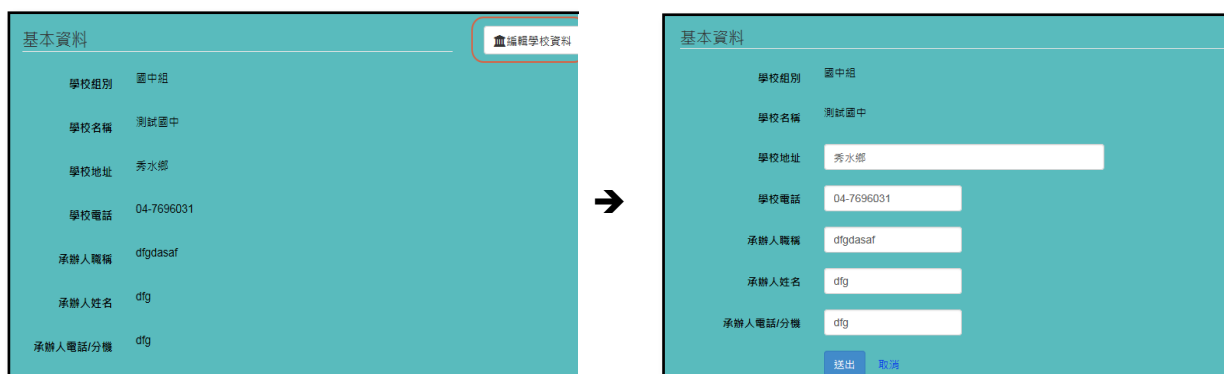 基本資料
編輯學校資料
學校組別 國中組
學校名稱 測試國中
學校地址 秀水鄉
學校電話 04-7696031
承辦人職稱 dfgdasaf
承辦人姓名 dfg
承辦人電話/分機 dfg
➔
基本資料
學校組別 國中組
學校名稱 測試國中
學校地址 秀水鄉
學校電話 04-7696031
承辦人職稱 dfgdasaf
承辦人姓名 dfg
承辦人電話/分機 dfg
送出 取消